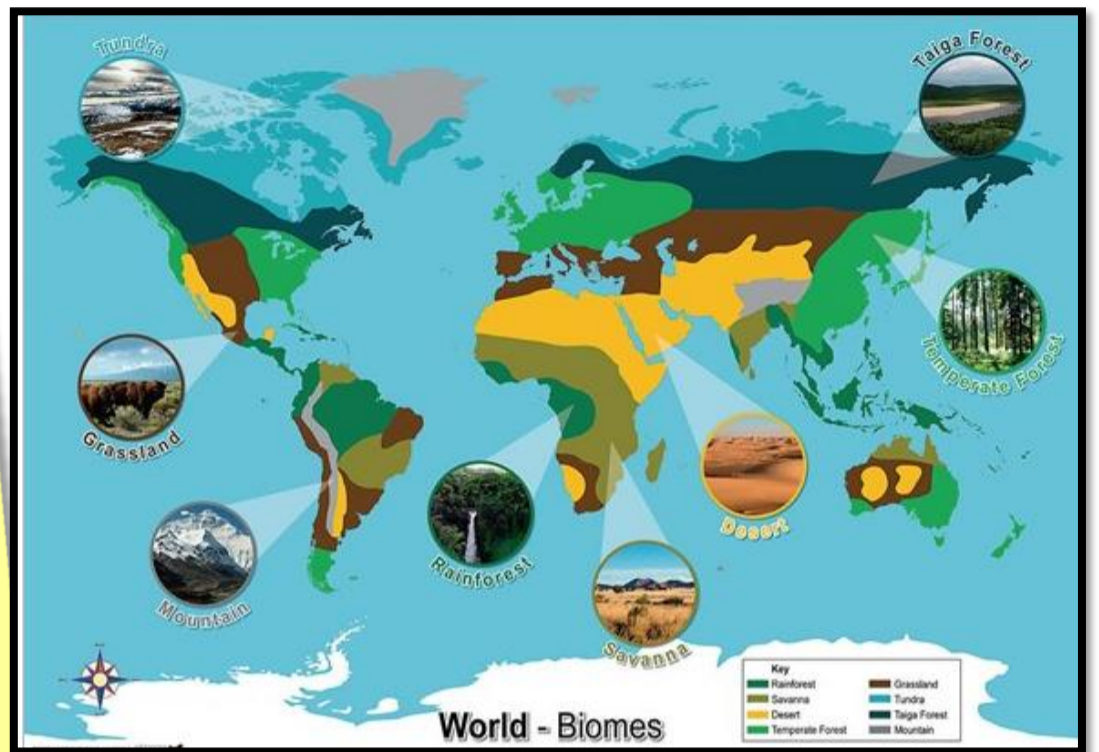 Tundra
Taiga Forest
Temperate Forest
Grassland
Desert
Rainforest
Mountain
Savanna
World - Biomes
Key
Rainforest
Savanna
Desert
Temperate Forest
Grassland
Tundra
Taiga Forest
Mountain